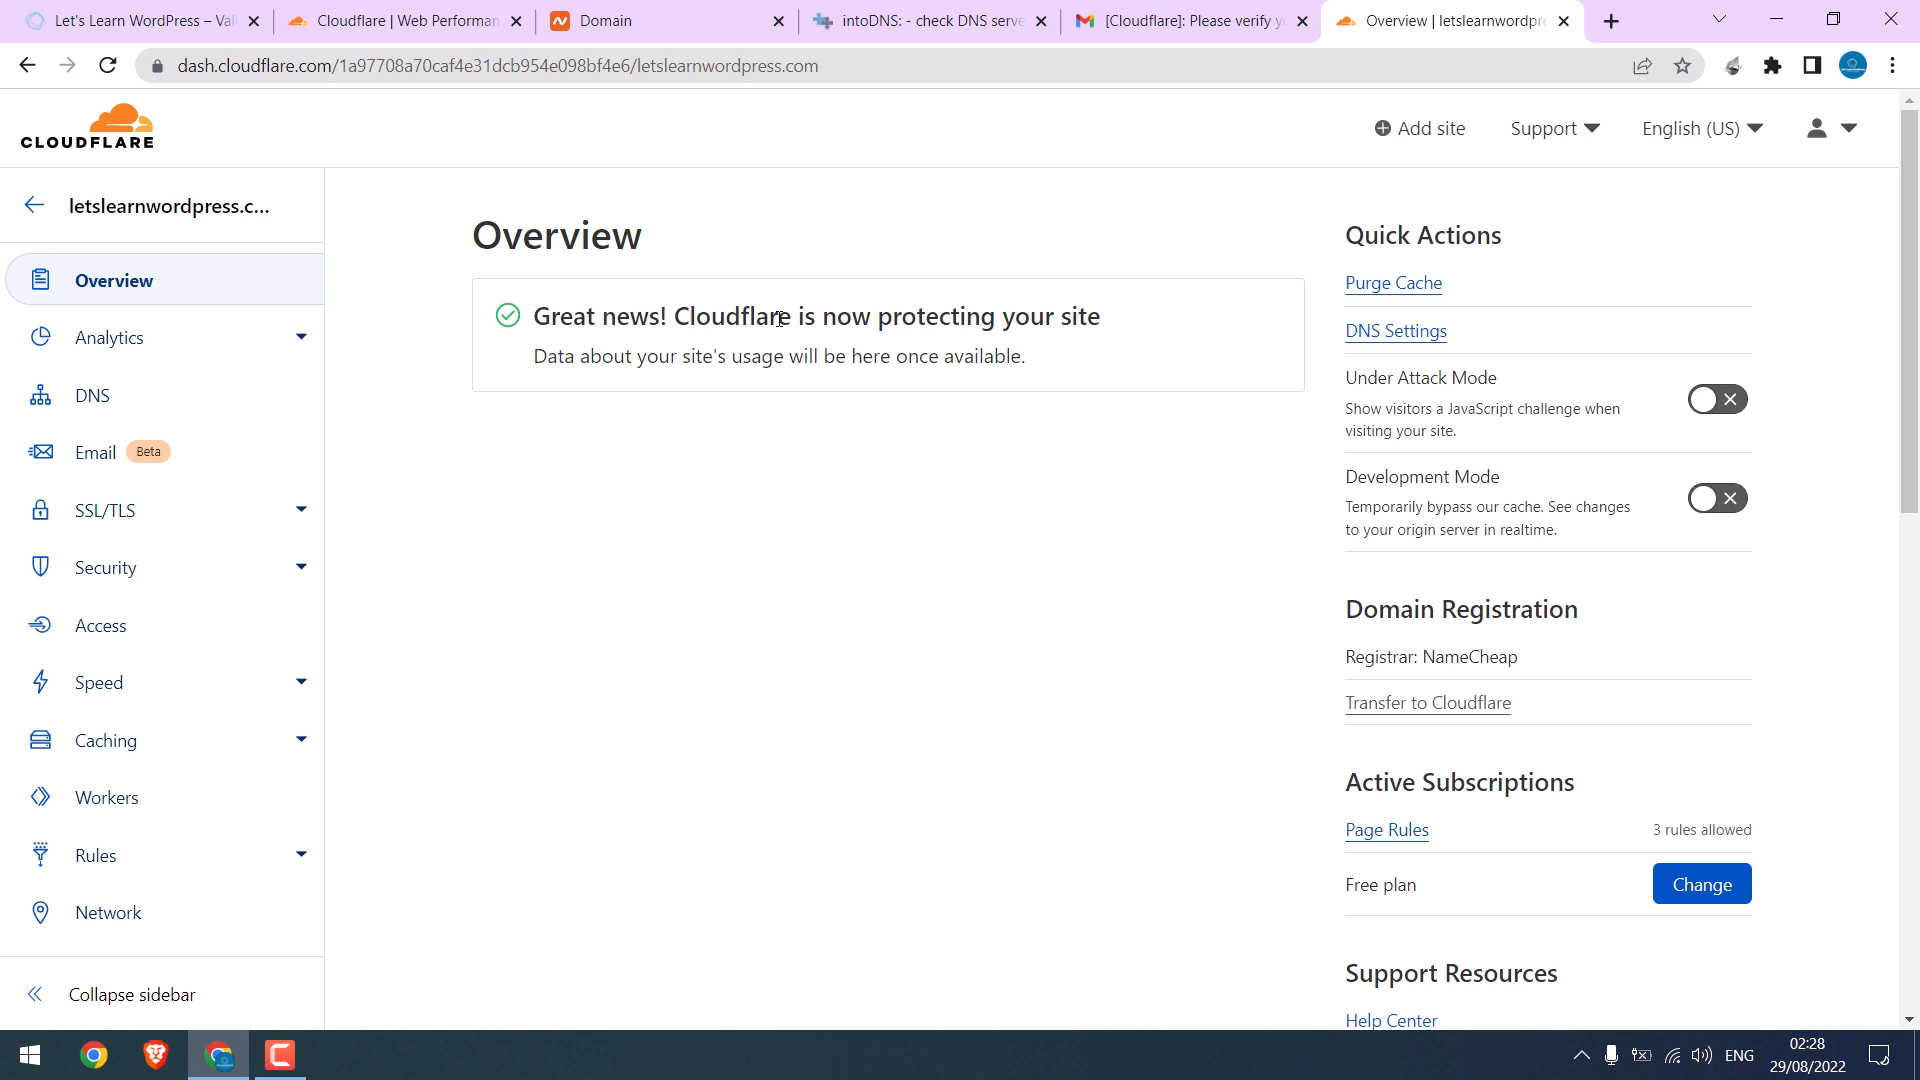 Let's Learn WordPress – Val
Cloudflare | Web Performan
Domain
intoDNS: - check DNS serve
[Cloudflare]: Please verify y
Overview | letslearnwordpre
dash.cloudflare.com/1a97708a70caf4e31dcb954e098bf4e6/letslearnwordpress.com
CLOUDFLARE
Add site
Support
English (US)
letslearnwordpress.c...
Overview
Analytics
DNS
Email Beta
SSL/TLS
Security
Access
Speed
Caching
Workers
Rules
Network
Collapse sidebar
Overview
Great news! Cloudflare is now protecting your site
Data about your site's usage will be here once available.
Quick Actions
Purge Cache
DNS Settings
Under Attack Mode
Show visitors a JavaScript challenge when
visiting your site.
Development Mode
Temporarily bypass our cache. See changes
to your origin server in realtime.
Domain Registration
Registrar: NameCheap
Transfer to Cloudflare
Active Subscriptions
Page Rules 3 rules allowed
Free plan Change
Support Resources
Help Center
ENG
02:28
29/08/2022